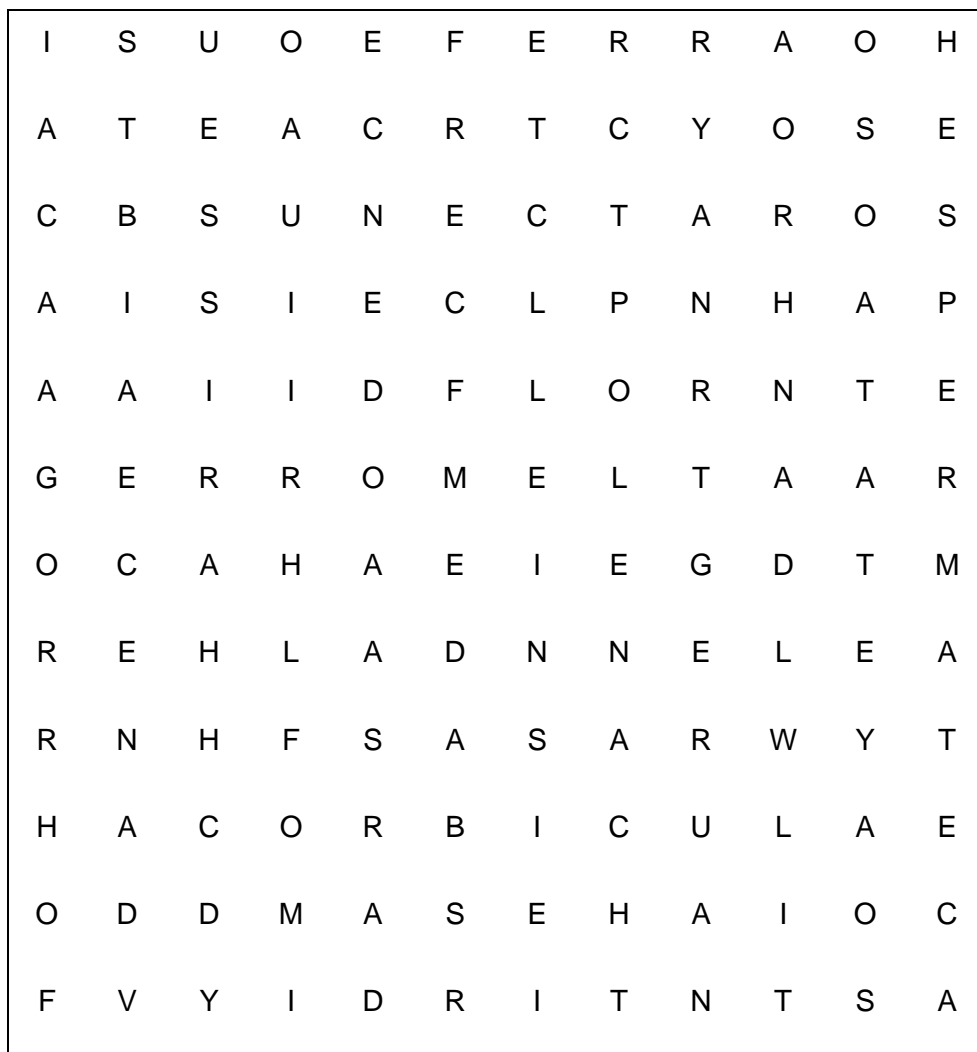 I S U O E F E R R A O H
A T E A C R T C Y O S E
C B S U N E C T A R O S
A I S I E C L P N H A P
A A I I D F L O R N T E
G E R R O M E L T A A R
O C A H A E I E G D T M
R E H L A D N N E L E A
R N H F S A S A R W Y T
H A C O R B I C U L A E
O D D M A S E H A I O C
F V Y I D R I T N T S A